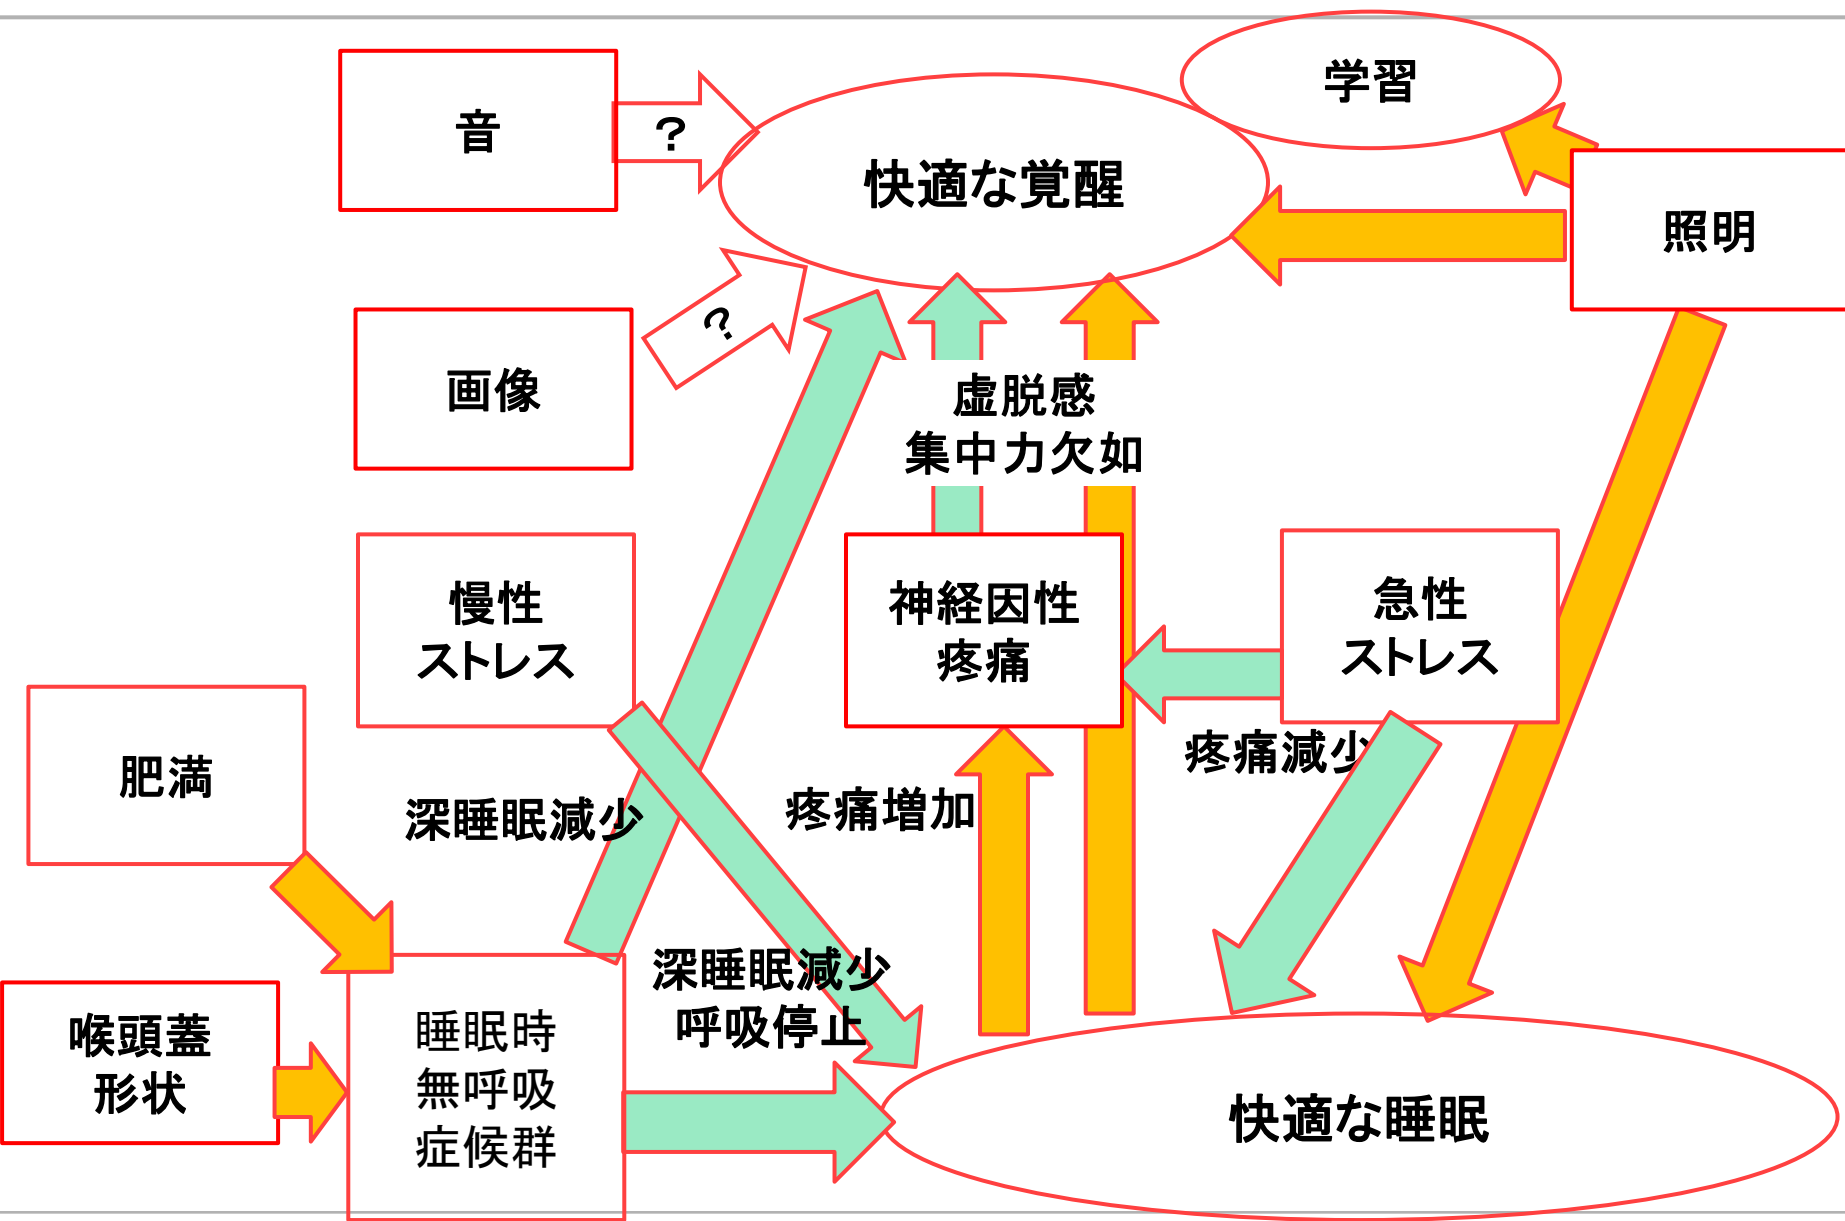 学習
音
？
快適な覚醒
照明
画像
？
虚脱感
集中力欠如
慢性
ストレス
神経因性
疼痛
急性
ストレス
肥満
疼痛減少
深睡眠減少
疼痛増加
深睡眠減少
呼吸停止
喉頭蓋
形状
睡眠時
無呼吸
症候群
快適な睡眠